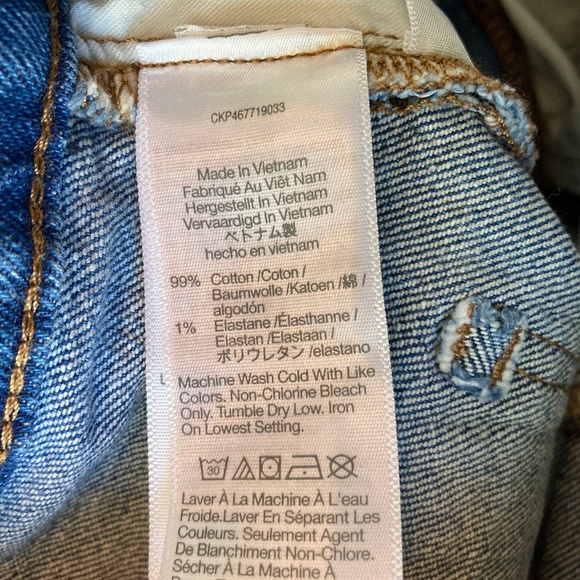 CKP467719033
Made In Vietnam
Fabriqué Au Viêt Nam
Hergestellt In Vietnam
Vervaardigd In Vietnam
ベトナム製
hecho en vietnam
99% Cotton /Coton /
Baumwolle /Katoen /綿 /
algodón
1% Elastane /Élasthanne /
Elastan /Elastaan /
ポリウレタン /elastano
Machine Wash Cold With Like
Colors. Non-Chlorine Bleach
Only. Tumble Dry Low. Iron
On Lowest Setting.
30
Laver À La Machine À L'eau
Froide.Laver En Séparant Les
Couleurs. Seulement Agent
De Blanchiment Non-Chlore.
Sécher À La Machine À